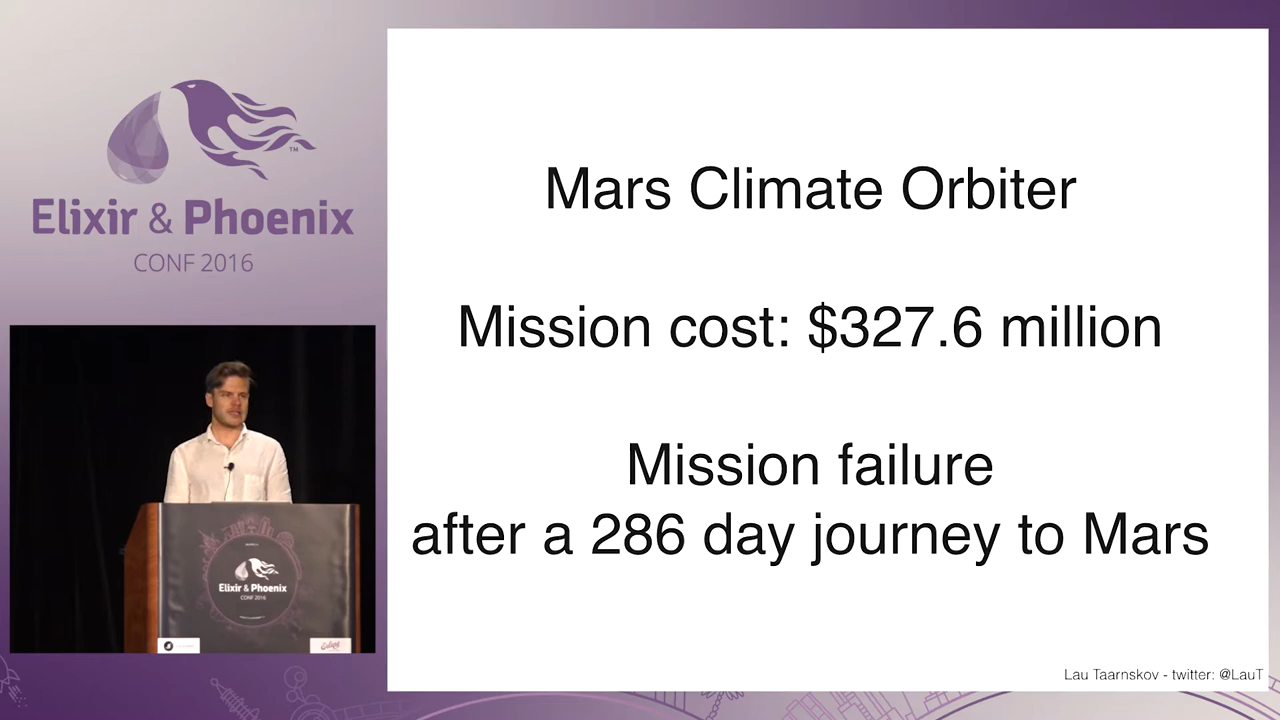 Elixir & Phoenix
TM
CONF 2016
Mars Climate Orbiter
Mission cost: $327.6 million
Mission failure
after a 286 day journey to Mars
Elixir & Phoenix
CONF 2016
Lau Taarnskov - twitter: @LauT